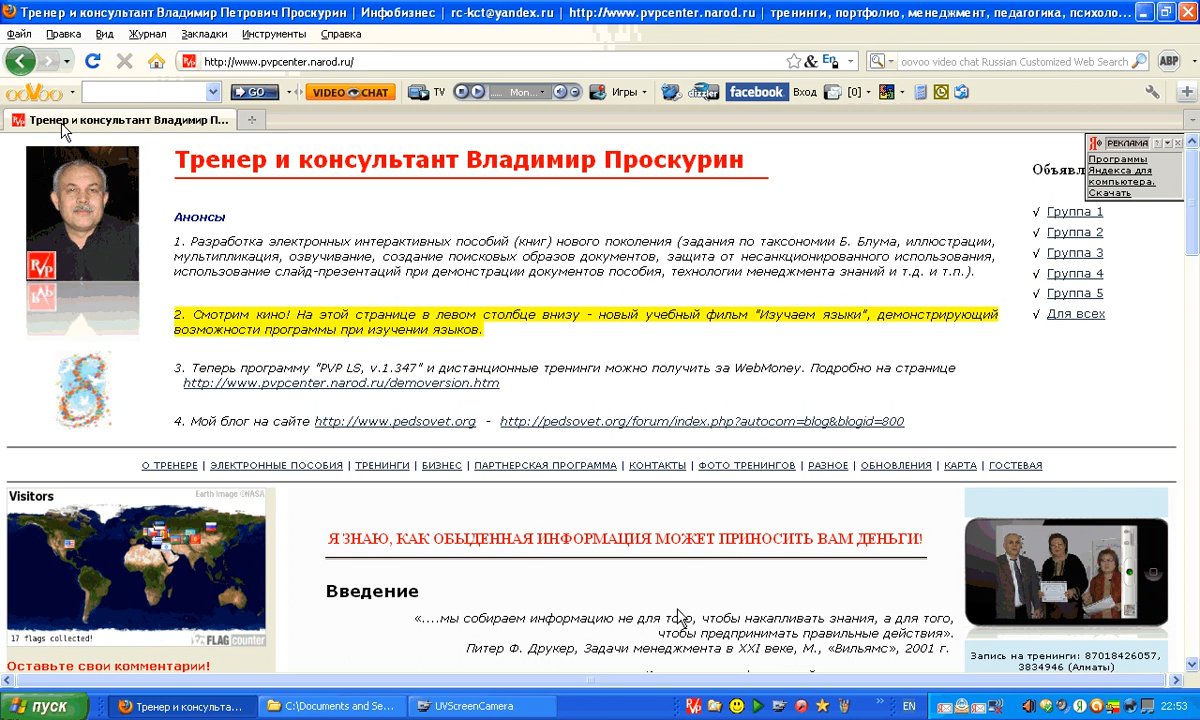 Тренер и консультант Владимир Петрович Проскурин | Инфобизнес | rc-kct@yandex.ru | http://www.pvpcenter.narod.ru | тренинги, портфолио, менеджмент, педагогика, психоло...
Файл Правка Вид Журнал Закладки Инструменты Справка
http://www.pvpcenter.narod.ru/
oovoo video chat Russian Customized Web Search
ABP
ooVoo GO VIDEO CHAT TV Mon... Игры dizzler facebook Вход [0]
Тренер и консультант Владимир П...
Тренер и консультант Владимир Проскурин
Анонсы
1. Разработка электронных интерактивных пособий (книг) нового поколения (задания по таксономии Б. Блума, иллюстрации,
мультипликация, озвучивание, создание поисковых образов документов, защита от несанкционированного использования,
использование слайд-презентаций при демонстрации документов пособия, технологии менеджмента знаний и т.д. и т.п.).
2. Смотрим кино! На этой странице в левом столбце внизу - новый учебный фильм "Изучаем языки", демонстрирующий
возможности программы при изучении языков.
3. Теперь программу "PVP LS, v.1.347" и дистанционные тренинги можно получить за WebMoney. Подробно на странице
http://www.pvpcenter.narod.ru/demoversion.htm
4. Мой блог на сайте http://www.pedsovet.org - http://pedsovet.org/forum/index.php?autocom=blog&blogid=800
RVP
Объявл
√ Группа 1
√ Группа 2
√ Группа 3
√ Группа 4
√ Группа 5
√ Для всех
Яф РЕКЛАМА
Программы
Яндекса для
компьютера.
Скачать
О ТРЕНЕРЕ | ЭЛЕКТРОННЫЕ ПОСОБИЯ | ТРЕНИНГИ | БИЗНЕС | ПАРТНЕРСКАЯ ПРОГРАММА | КОНТАКТЫ | ФОТО ТРЕНИНГОВ | РАЗНОЕ | ОБНОВЛЕНИЯ | КАРТА | ГОСТЕВАЯ
Visitors
Earth Image ©NASA
17 flags collected!
FLAG counter
Оставьте свои комментарии!
Я ЗНАЮ, КАК ОБЫДЕННАЯ ИНФОРМАЦИЯ МОЖЕТ ПРИНОСИТЬ ВАМ ДЕНЬГИ!
Введение
«....мы собираем информацию не для того, чтобы накапливать знания, а для того,
чтобы предпринимать правильные действия».
Питер Ф. Друкер, Задачи менеджмента в XXI веке, М., «Вильямс», 2001 г.
Запись на тренинги: 87018426057,
3834946 (Алматы)
пуск
Тренер и консульта...
C:\Documents and Se...
UVScreenCamera
EN
22:53